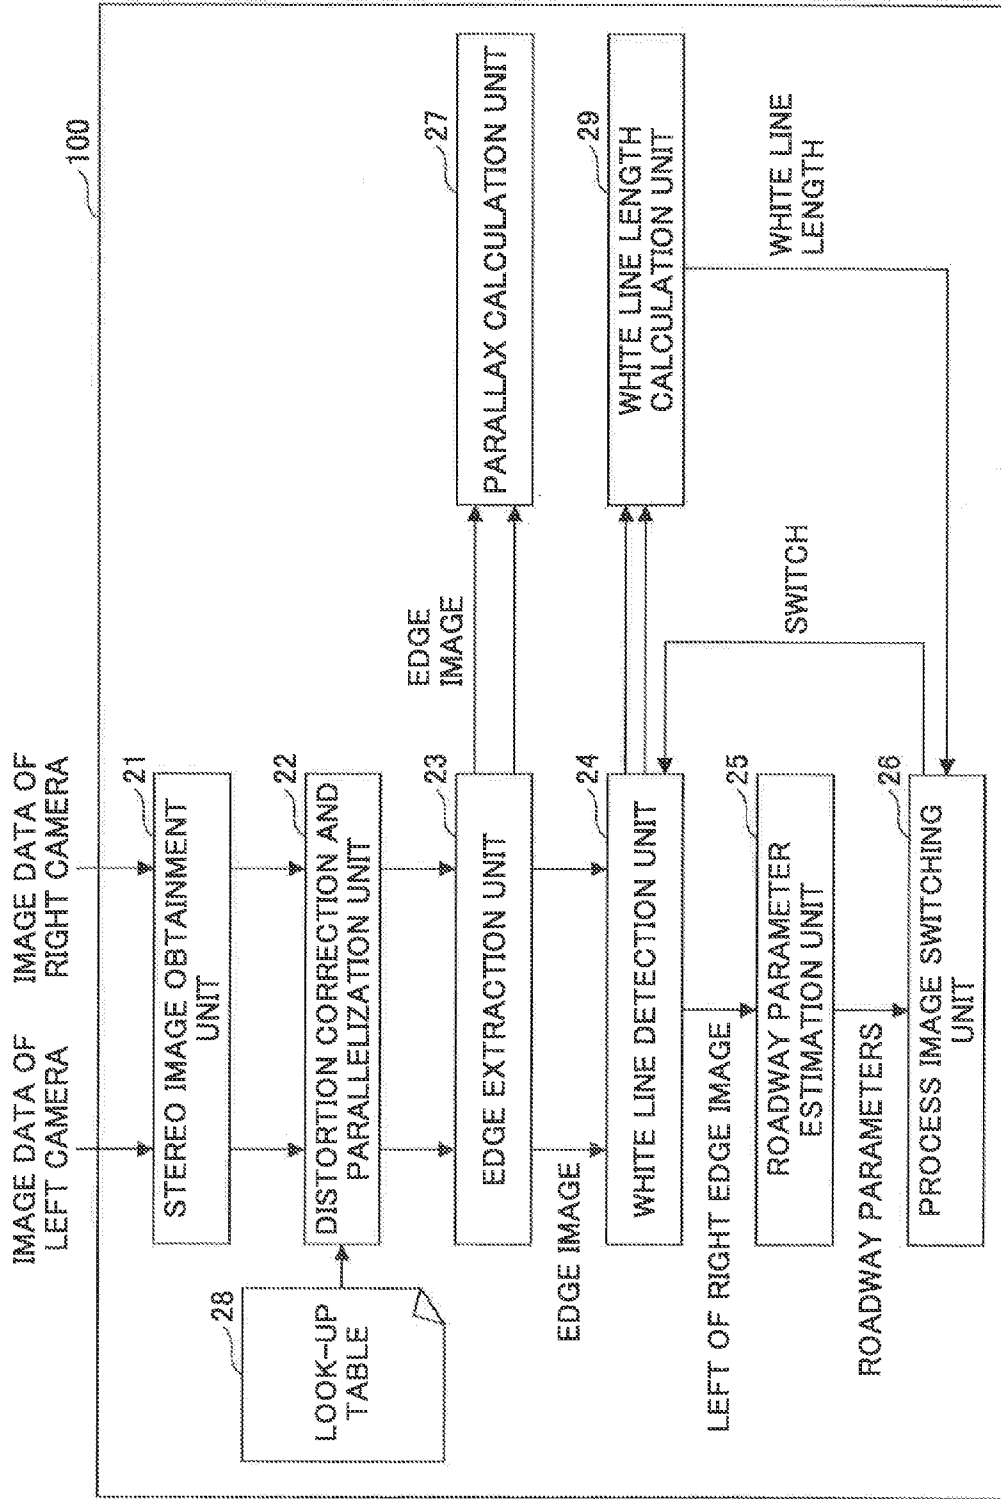 100
IMAGE DATA OF
LEFT CAMERA
IMAGE DATA OF
RIGHT CAMERA
21
STEREO IMAGE OBTAINMENT
UNIT
28
LOOK-UP
TABLE
22
DISTORTION CORRECTION AND
PARALLELIZATION UNIT
23
EDGE EXTRACTION UNIT
EDGE
IMAGE
27
PARALLAX CALCULATION UNIT
EDGE IMAGE
24
WHITE LINE DETECTION UNIT
29
WHITE LINE LENGTH
CALCULATION UNIT
LEFT OF RIGHT EDGE IMAGE
25
ROADWAY PARAMETER
ESTIMATION UNIT
SWITCH
WHITE LINE
LENGTH
ROADWAY PARAMETERS
26
PROCESS IMAGE SWITCHING
UNIT